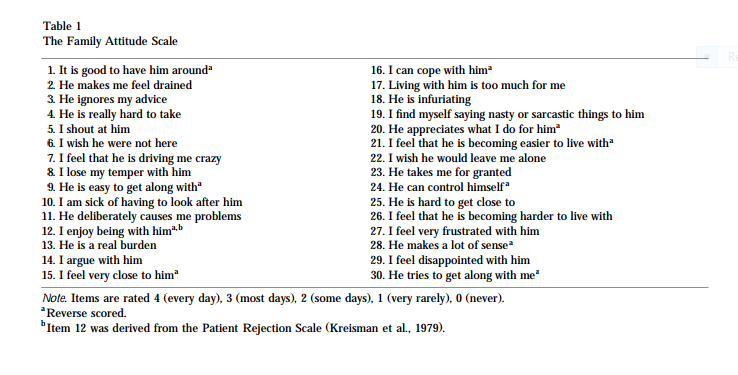 Table 1
The Family Attitude Scale
1. It is good to have him aroundᵃ
2. He makes me feel drained
3. He ignores my advice
4. He is really hard to take
5. I shout at him
6. I wish he were not here
7. I feel that he is driving me crazy
8. I lose my temper with him
9. He is easy to get along withᵃ
10. I am sick of having to look after him
11. He deliberately causes me problems
12. I enjoy being with himᵃ,ᵇ
13. He is a real burden
14. I argue with him
15. I feel very close to himᵃ
16. I can cope with himᵃ
17. Living with him is too much for me
18. He is infuriating
19. I find myself saying nasty or sarcastic things to him
20. He appreciates what I do for himᵃ
21. I feel that he is becoming easier to live withᵃ
22. I wish he would leave me alone
23. He takes me for granted
24. He can control himselfᵃ
25. He is hard to get close to
26. I feel that he is becoming harder to live with
27. I feel very frustrated with him
28. He makes a lot of senseᵃ
29. I feel disappointed with him
30. He tries to get along with meᵃ
Note. Items are rated 4 (every day), 3 (most days), 2 (some days), 1 (very rarely), 0 (never).
ᵃ Reverse scored.
ᵇ Item 12 was derived from the Patient Rejection Scale (Kreisman et al., 1979).